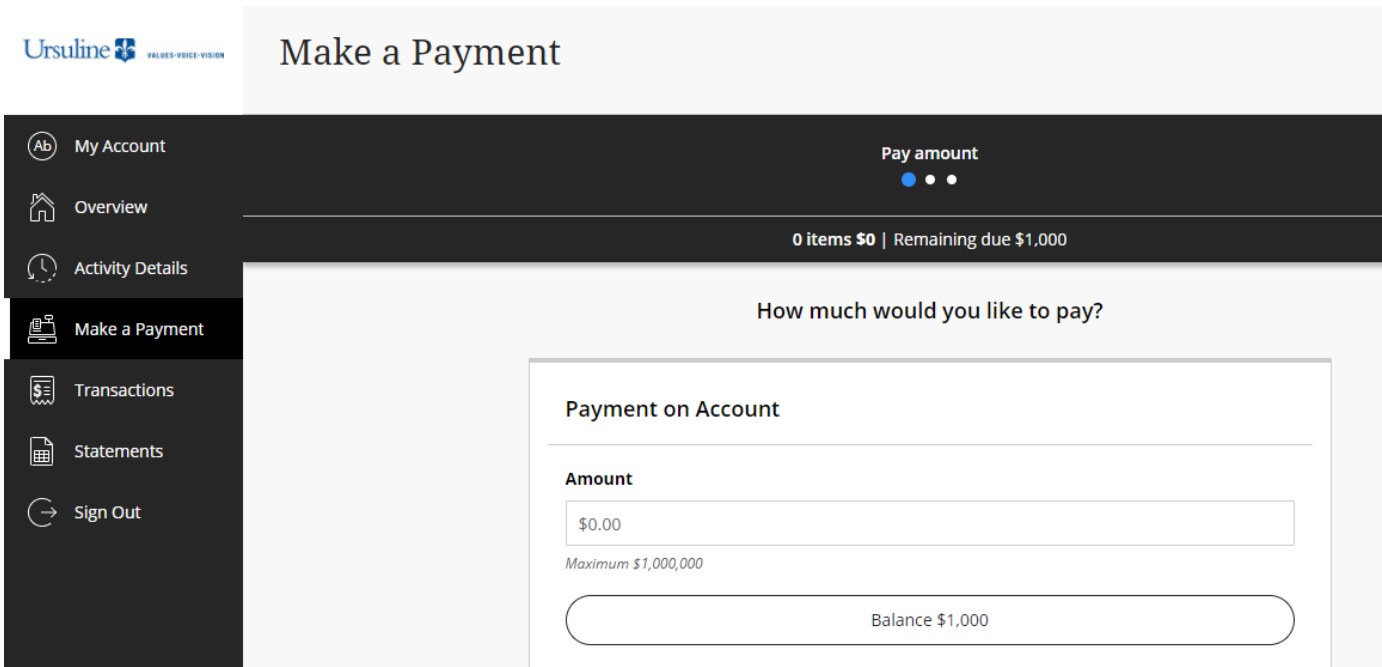 Ursuline VALUES-VOICE-VISION
Make a Payment
Ab My Account
Overview
Activity Details
Make a Payment
Transactions
Statements
Sign Out
Pay amount
0 items $0 | Remaining due $1,000
How much would you like to pay?
Payment on Account
Amount
$0.00
Maximum $1,000,000
Balance $1,000